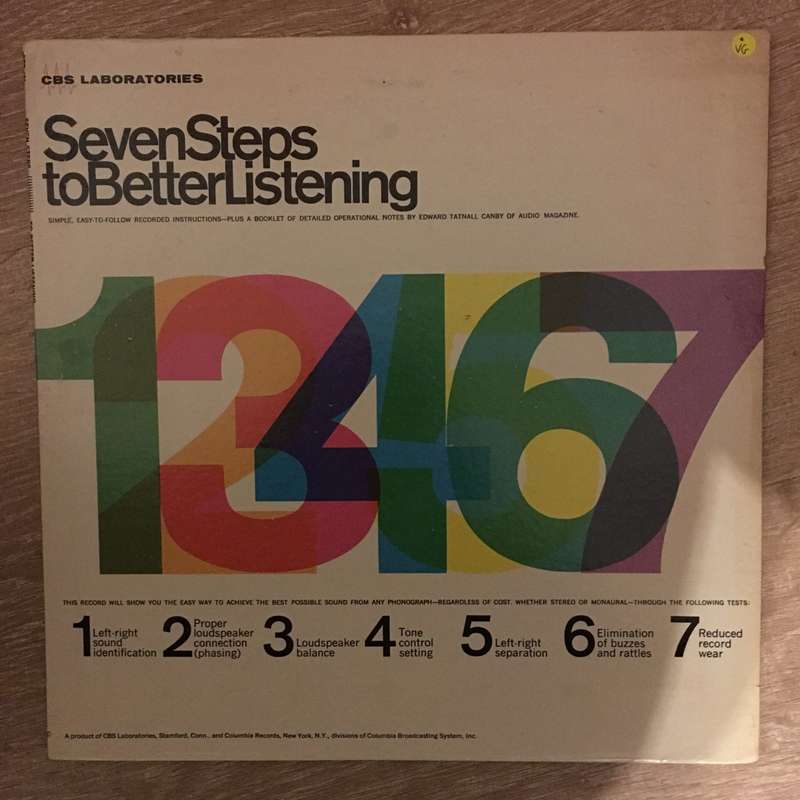 VG
CBS LABORATORIES
SevenSteps
toBetterListening
SIMPLE, EASY-TO-FOLLOW RECORDED INSTRUCTIONS—PLUS A BOOKLET OF DETAILED OPERATIONAL NOTES BY EDWARD TATNALL CANBY OF AUDIO MAGAZINE.
1234567
THIS RECORD WILL SHOW YOU THE EASY WAY TO ACHIEVE THE BEST POSSIBLE SOUND FROM ANY PHONOGRAPH—REGARDLESS OF COST, WHETHER STEREO OR MONAURAL—THROUGH THE FOLLOWING TESTS:
1 Left-right
sound
identification
2 Proper
loudspeaker
connection
(phasing)
3 Loudspeaker
balance
4 Tone
control
setting
5 Left-right
separation
6 Elimination
of buzzes
and rattles
7 Reduced
record
wear
A product of CBS Laboratories, Stamford, Conn., and Columbia Records, New York, N.Y., divisions of Columbia Broadcasting System, Inc.